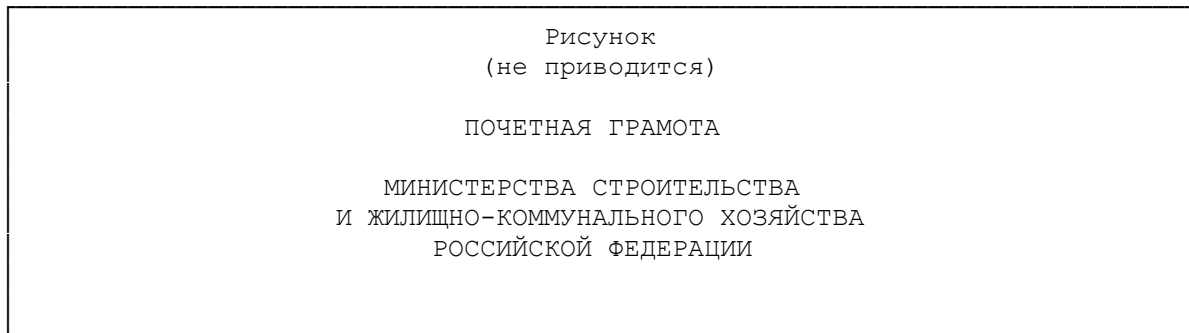 Рисунок
(не приводится)
ПОЧЕТНАЯ ГРАМОТА
МИНИСТЕРСТВА СТРОИТЕЛЬСТВА
И ЖИЛИЩНО-КОММУНАЛЬНОГО ХОЗЯЙСТВА
РОССИЙСКОЙ ФЕДЕРАЦИИ